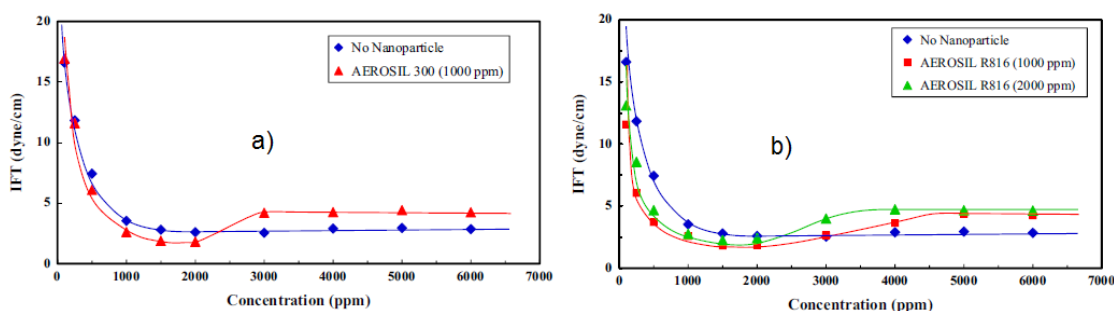 20
15
10
5
0
0 1000 2000 3000 4000 5000 6000 7000
IFT (dyne/cm)
Concentration (ppm)
No Nanoparticle
AEROSIL 300 (1000 ppm)
a)
20
15
10
5
0
0 1000 2000 3000 4000 5000 6000 7000
IFT (dyne/cm)
Concentration (ppm)
No Nanoparticle
AEROSIL R816 (1000 ppm)
AEROSIL R816 (2000 ppm)
b)